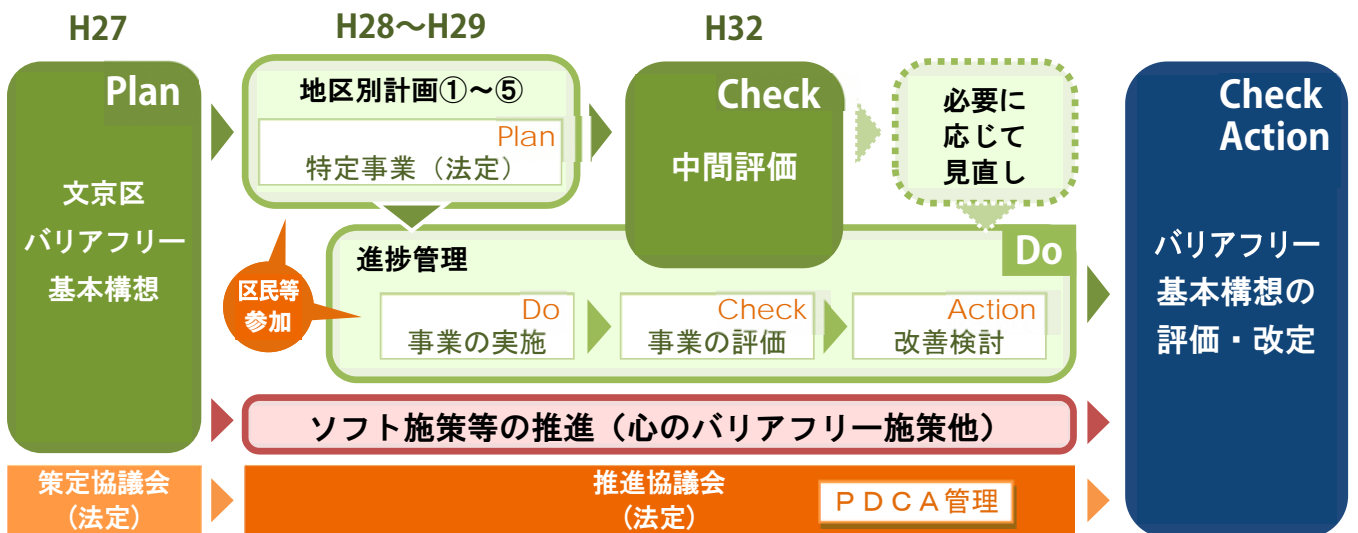 H27
H28～H29
H32
Plan
文京区
バリアフリー
基本構想
地区別計画①～⑤
Plan
特定事業（法定）
Check
中間評価
必要に
応じて
見直し
Check
Action
バリアフリー
基本構想の
評価・改定
区民等
参加
進捗管理
Do
Do
事業の実施
Check
事業の評価
Action
改善検討
ソフト施策等の推進（心のバリアフリー施策他）
策定協議会
（法定）
推進協議会
（法定）
ＰＤＣＡ管理